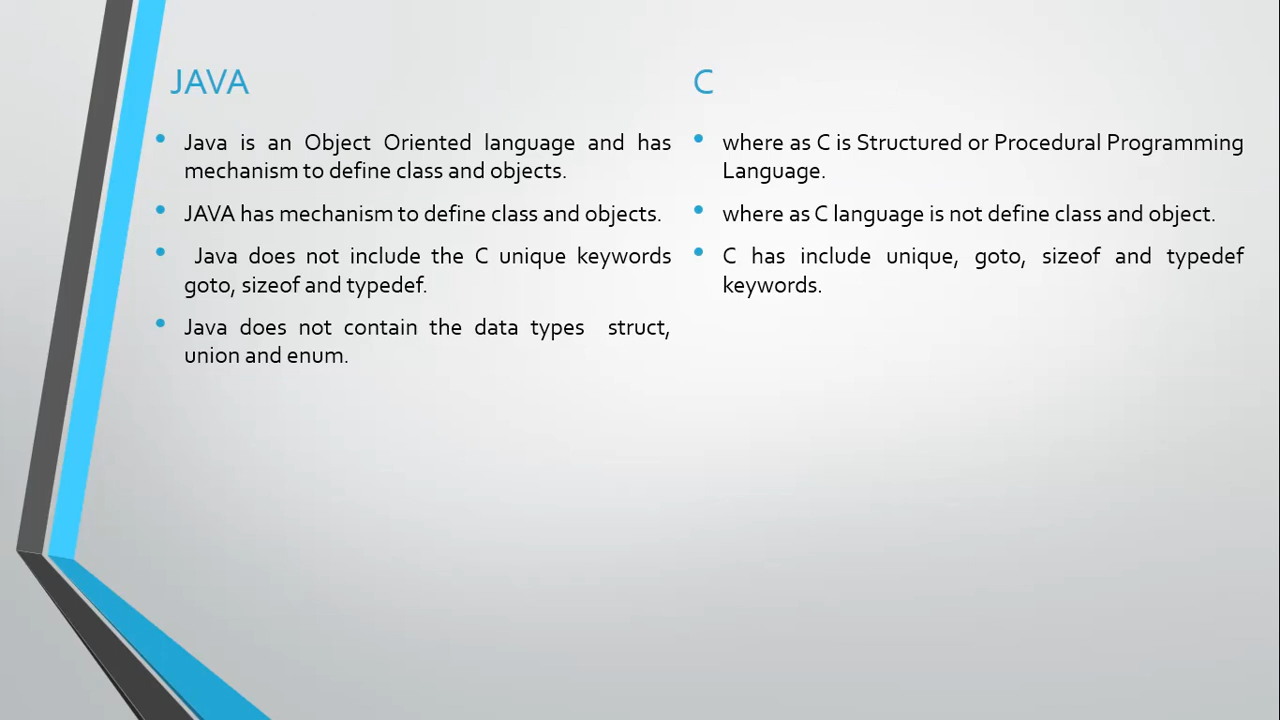 JAVA
Java is an Object Oriented language and has
mechanism to define class and objects.
JAVA has mechanism to define class and objects.
Java does not include the C unique keywords
goto, sizeof and typedef.
Java does not contain the data types struct,
union and enum.
C
where as C is Structured or Procedural Programming
Language.
where as C language is not define class and object.
C has include unique, goto, sizeof and typedef
keywords.